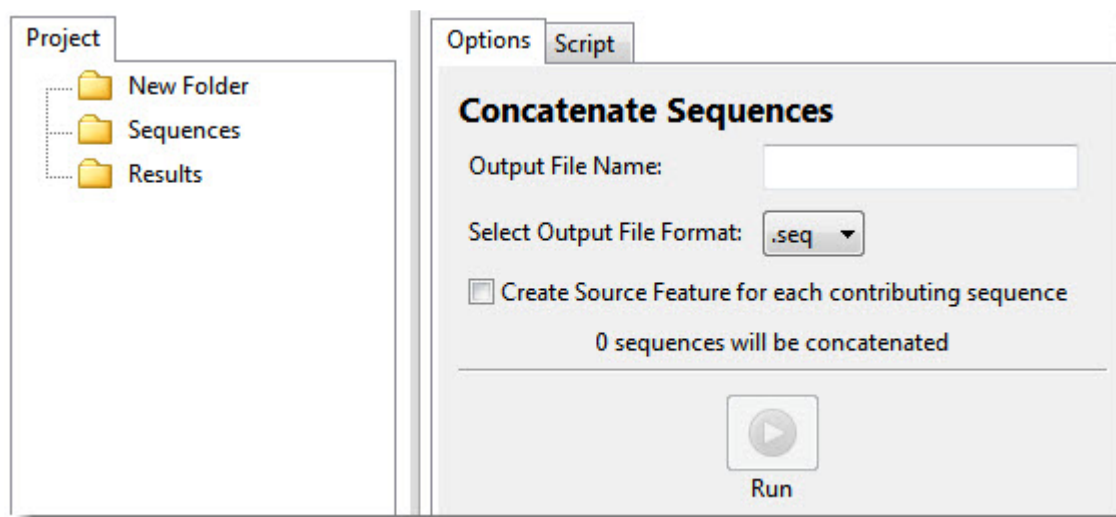 Project
New Folder
Sequences
Results
Options
Script
Concatenate Sequences
Output File Name:
Select Output File Format: .seq
Create Source Feature for each contributing sequence
0 sequences will be concatenated
Run